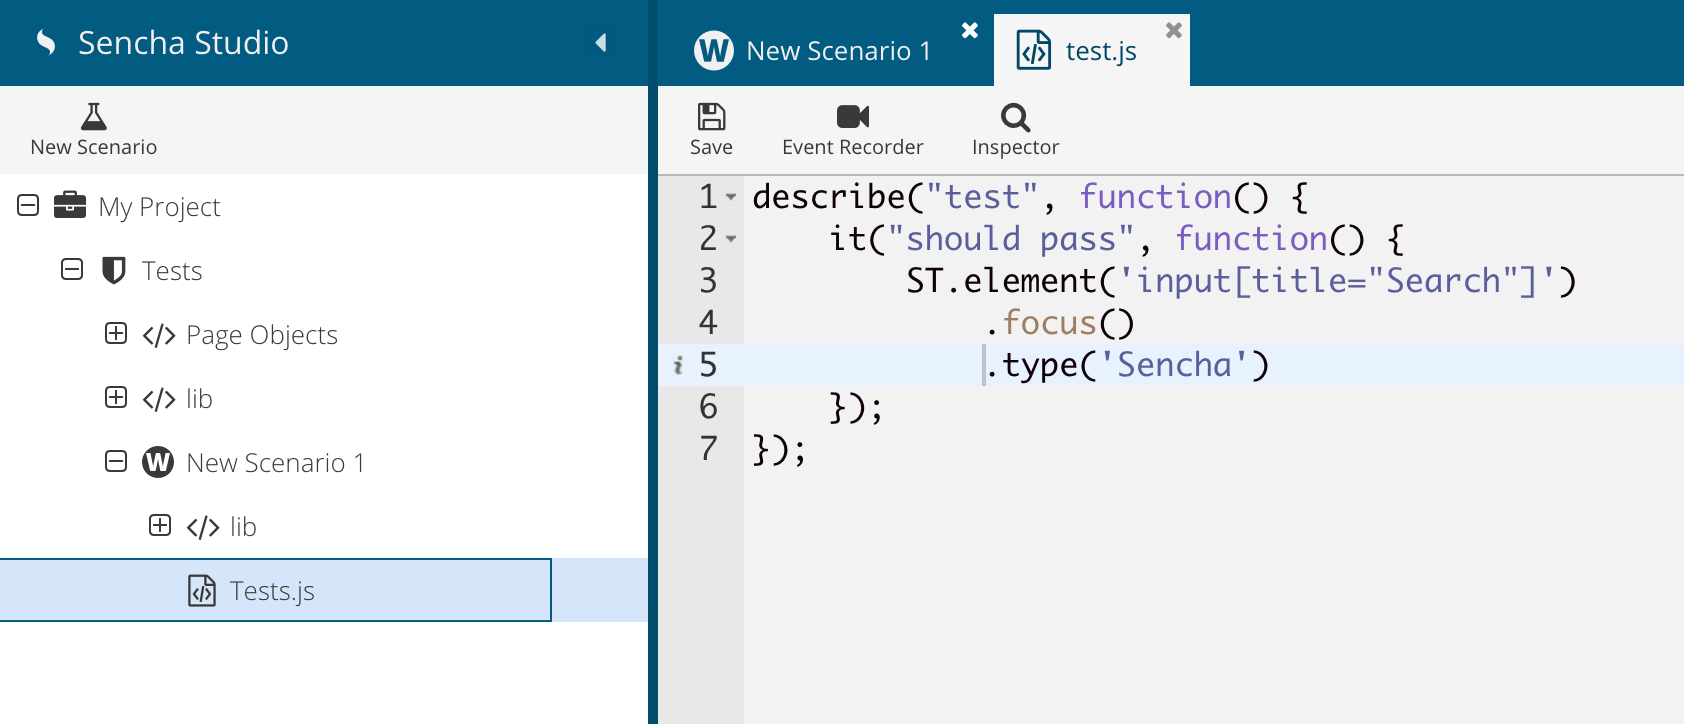 Sencha Studio
New Scenario
My Project
Tests
</> Page Objects
</> lib
W New Scenario 1
</> lib
</> Tests.js
W New Scenario 1
</> test.js
Save Event Recorder Inspector
1 describe("test", function() {
2     it("should pass", function() {
3         ST.element('input[title="Search"]')
4             .focus()
i 5             .type('Sencha')
6     });
7 });